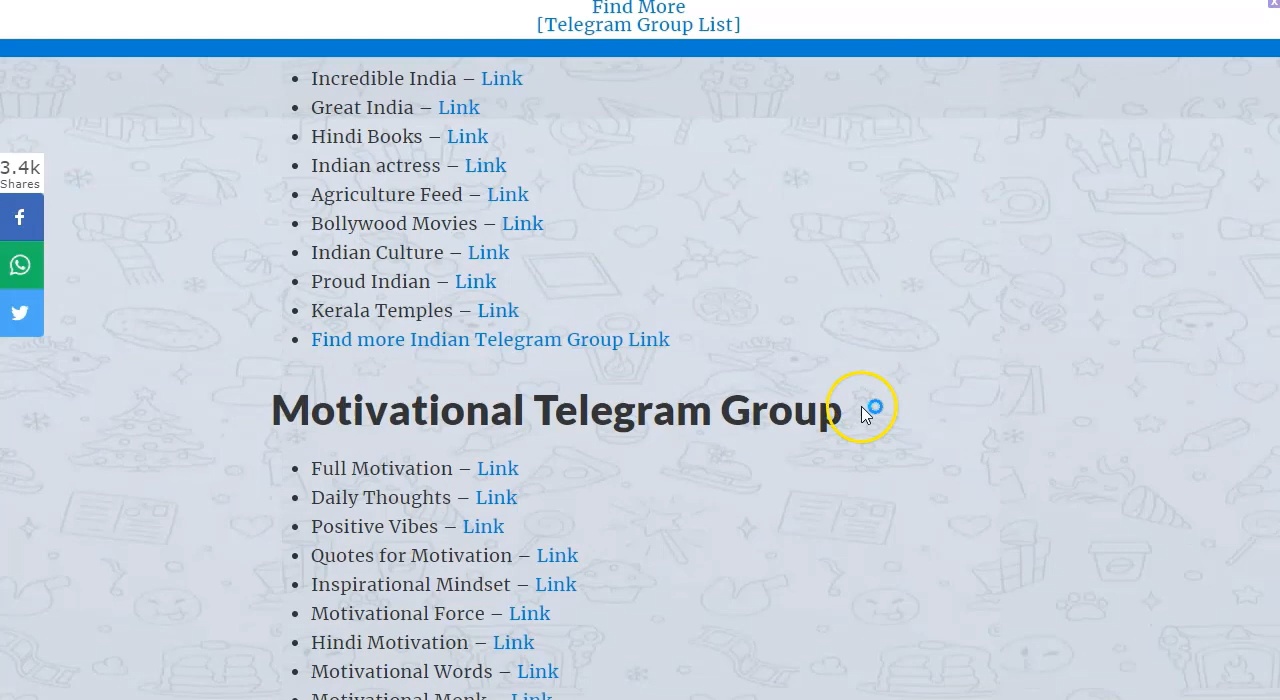 Find More
[Telegram Group List]
x
• Incredible India – Link
• Great India – Link
• Hindi Books – Link
3.4k
Shares
• Indian actress – Link
• Agriculture Feed – Link
• Bollywood Movies – Link
• Indian Culture – Link
• Proud Indian – Link
• Kerala Temples – Link
• Find more Indian Telegram Group Link
Motivational Telegram Group
• Full Motivation – Link
• Daily Thoughts – Link
• Positive Vibes – Link
• Quotes for Motivation – Link
• Inspirational Mindset – Link
• Motivational Force – Link
• Hindi Motivation – Link
• Motivational Words – Link
• Motivational Monk – Link